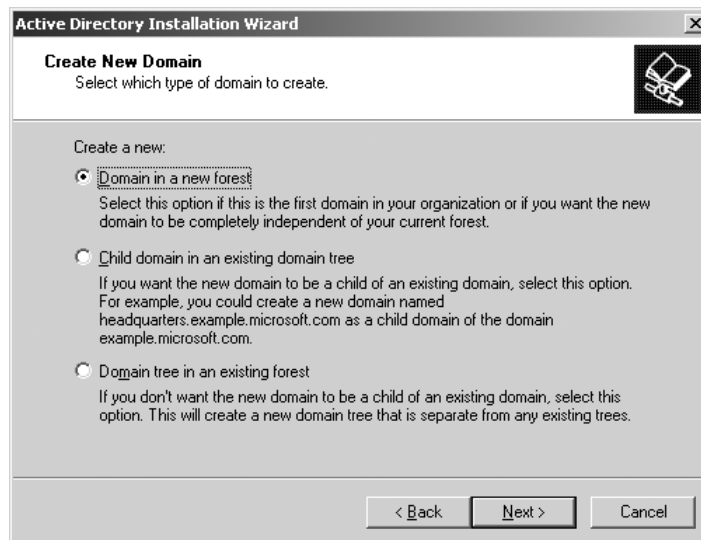 Active Directory Installation Wizard
Create New Domain
Select which type of domain to create.
Create a new:
Domain in a new forest
Select this option if this is the first domain in your organization or if you want the new
domain to be completely independent of your current forest.
Child domain in an existing domain tree
If you want the new domain to be a child of an existing domain, select this option.
For example, you could create a new domain named
headquarters.example.microsoft.com as a child domain of the domain
example.microsoft.com.
Domain tree in an existing forest
If you don't want the new domain to be a child of an existing domain, select this
option. This will create a new domain tree that is separate from any existing trees.
< Back Next > Cancel